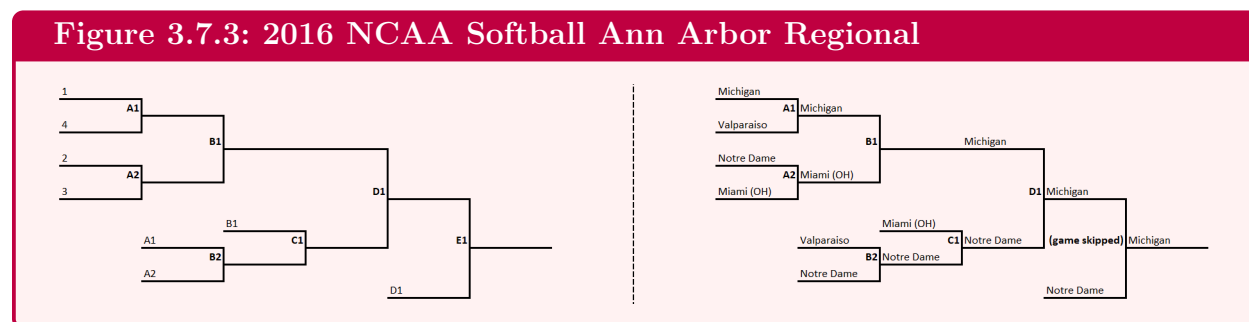 Figure 3.7.3: 2016 NCAA Softball Ann Arbor Regional
1
A1
4
B1
2
A2
3
D1
B1
C1
A1
B2
A2
E1
D1
Michigan
A1 Michigan
Valparaiso
B1 Michigan
Notre Dame
A2 Miami (OH)
Miami (OH)
D1 Michigan
Miami (OH)
C1 Notre Dame
Valparaiso
B2 Notre Dame
Notre Dame
(game skipped) Michigan
Notre Dame